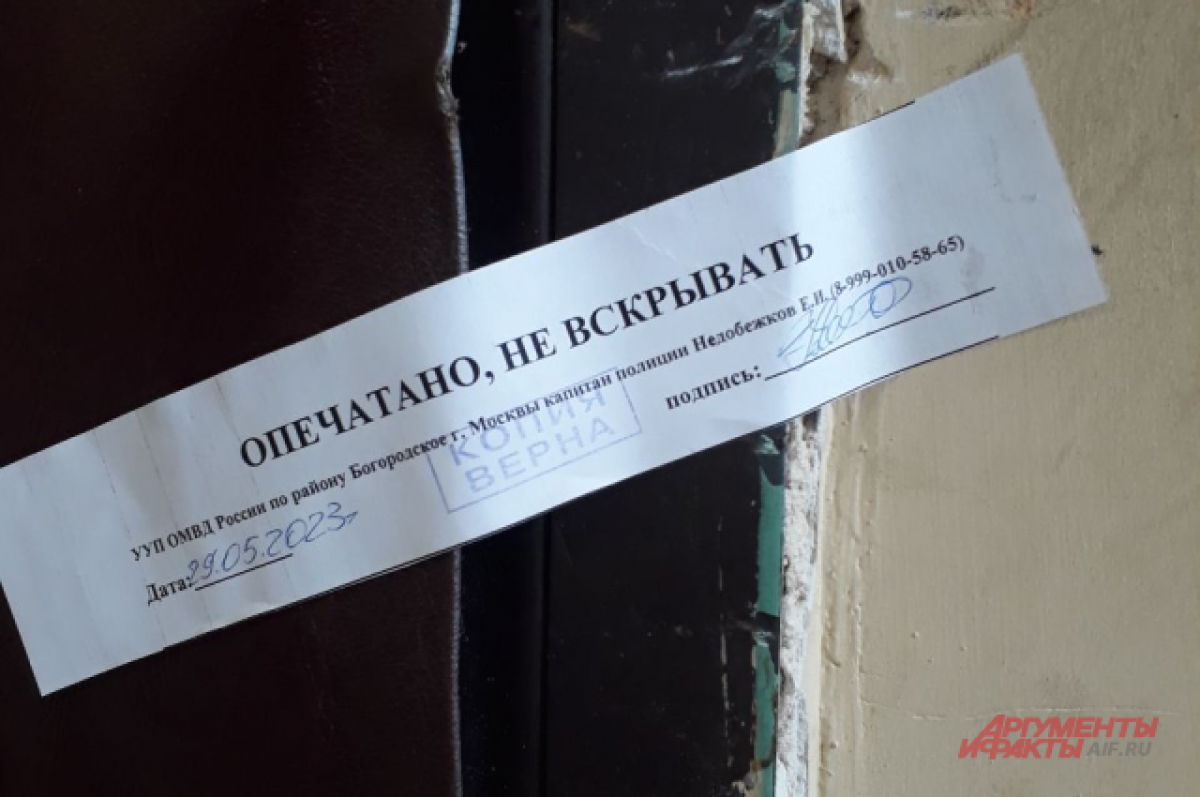 ОПЕЧАТАНО, НЕ ВСКРЫВАТЬ
УУП ОМВД России по району Богородское г. Москвы капитан полиции Недобежков Е.И. (8-999-010-58-65)
Дата: 29.05.2023г
подпись:
КОПИЯ
ВЕРНА
АРГУМЕНТЫ
И ФАКТЫ AIF.RU